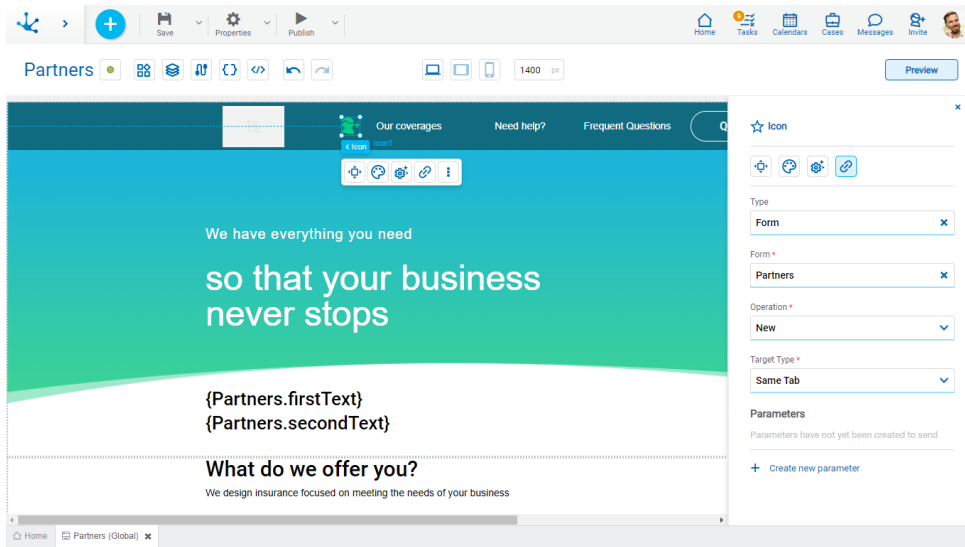 Save
Properties
Publish
Home
9
Tasks
Calendars
Cases
Messages
Invite
Partners
1400 px
Preview
Our coverages
Need help?
Frequent Questions
Q
Icon
icon1
We have everything you need
so that your business
never stops
{Partners.firstText}
{Partners.secondText}
What do we offer you?
We design insurance focused on meeting the needs of your business
Icon
Type
Form
Form *
Partners
Operation *
New
Target Type *
Same Tab
Parameters
Parameters have not yet been created to send
+ Create new parameter
Home
Partners (Global)